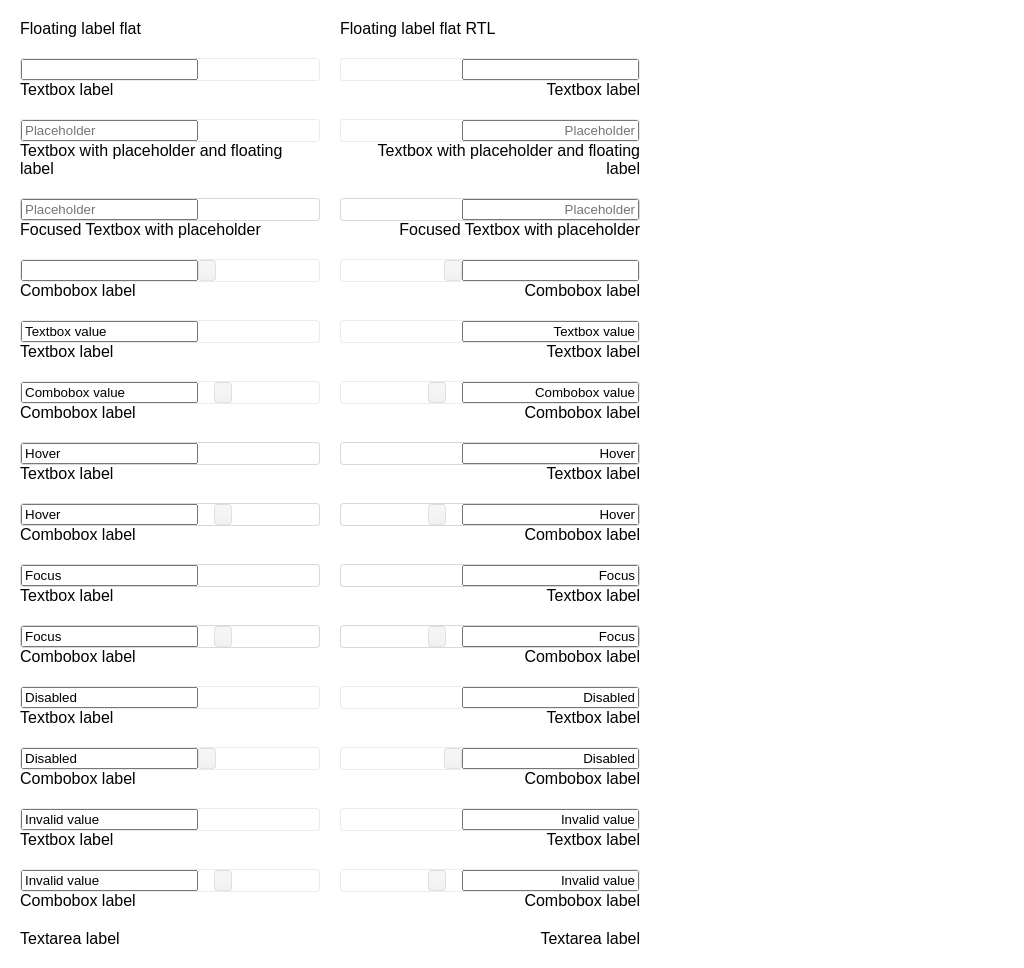 Floating label flat
Floating label flat RTL
Textbox label
Textbox label
Placeholder
Placeholder
Textbox with placeholder and floating
label
Textbox with placeholder and floating
label
Placeholder
Placeholder
Focused Textbox with placeholder
Focused Textbox with placeholder
Combobox label
Combobox label
Textbox value
Textbox value
Textbox label
Textbox label
Combobox value
Combobox value
Combobox label
Combobox label
Hover
Hover
Textbox label
Textbox label
Hover
Hover
Combobox label
Combobox label
Focus
Focus
Textbox label
Textbox label
Focus
Focus
Combobox label
Combobox label
Disabled
Disabled
Textbox label
Textbox label
Disabled
Disabled
Combobox label
Combobox label
Invalid value
Invalid value
Textbox label
Textbox label
Invalid value
Invalid value
Combobox label
Combobox label
Textarea label
Textarea label